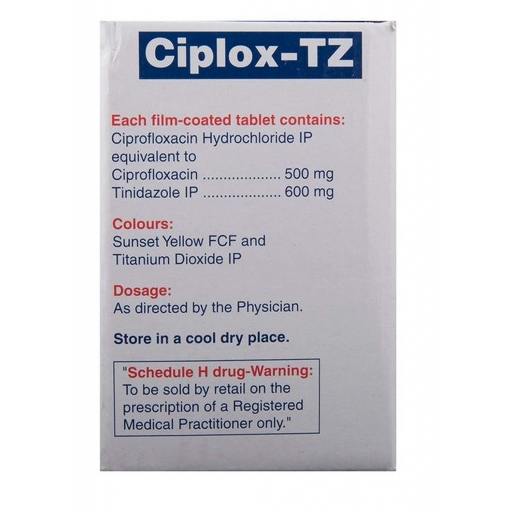 Ciplox-TZ
Each film-coated tablet contains:
Ciprofloxacin Hydrochloride IP
equivalent to
Ciprofloxacin ................... 500 mg
Tinidazole IP ................... 600 mg
Colours:
Sunset Yellow FCF and
Titanium Dioxide IP
Dosage:
As directed by the Physician.
Store in a cool dry place.
"Schedule H drug-Warning:
To be sold by retail on the
prescription of a Registered
Medical Practitioner only."